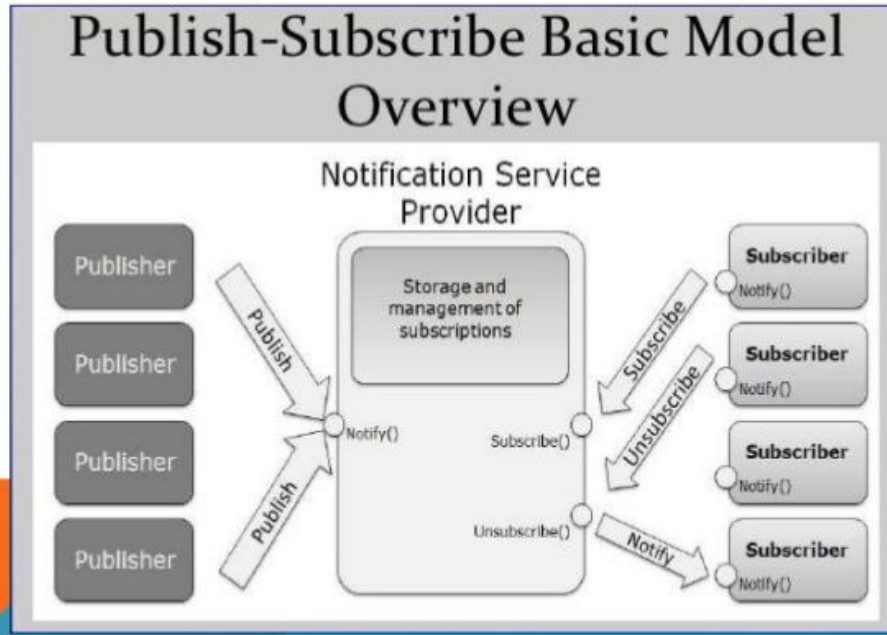 Publish-Subscribe Basic Model
Overview
Notification Service
Provider
Publisher
Publisher
Publisher
Publisher
Publish
Publish
Storage and
management of
subscriptions
Notify()
Subscribe()
Unsubscribe()
Subscribe
Unsubscribe
Notify
Subscriber
Notify()
Subscriber
Notify()
Subscriber
Notify()
Subscriber
Notify()